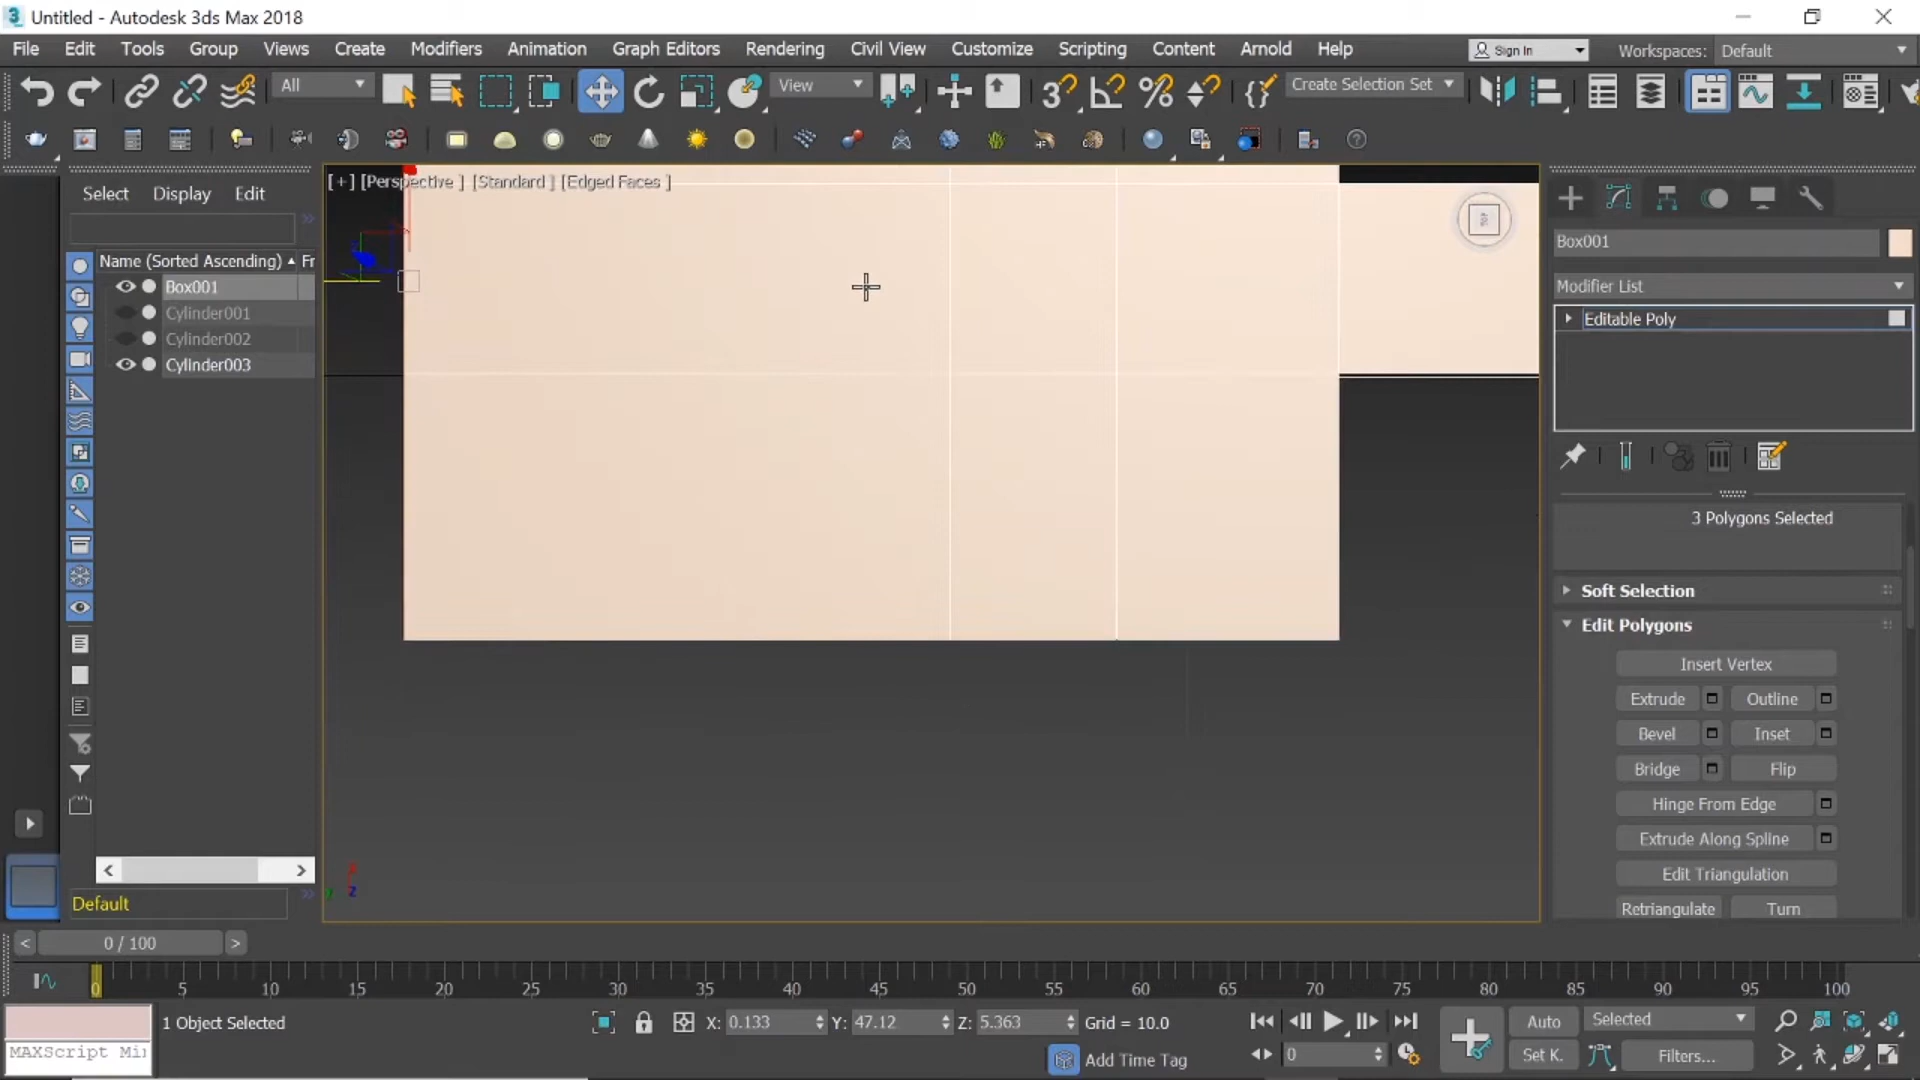 Untitled - Autodesk 3ds Max 2018
File Edit Tools Group Views Create Modifiers Animation Graph Editors Rendering Civil View Customize Scripting Content Arnold Help
Sign In
Workspaces: Default
All
View
Create Selection Set
Select Display Edit
[+] [Perspective ] [Standard ] [Edged Faces ]
Name (Sorted Ascending) Fr
Box001
Cylinder001
Cylinder002
Cylinder003
Box001
Modifier List
Editable Poly
3 Polygons Selected
Soft Selection
Edit Polygons
Insert Vertex
Extrude Outline
Bevel Inset
Bridge Flip
Hinge From Edge
Extrude Along Spline
Edit Triangulation
Retriangulate Turn
z
Default
< 0 / 100 >
0 5 10 15 20 25 30 35 40 45 50 55 60 65 70 75 80 85 90 95 100
1 Object Selected
X: 0.133 Y: 47.12 Z: 5.363 Grid = 10.0
Auto Selected
MAXScript Mi
Add Time Tag
0
Set K. Filters...